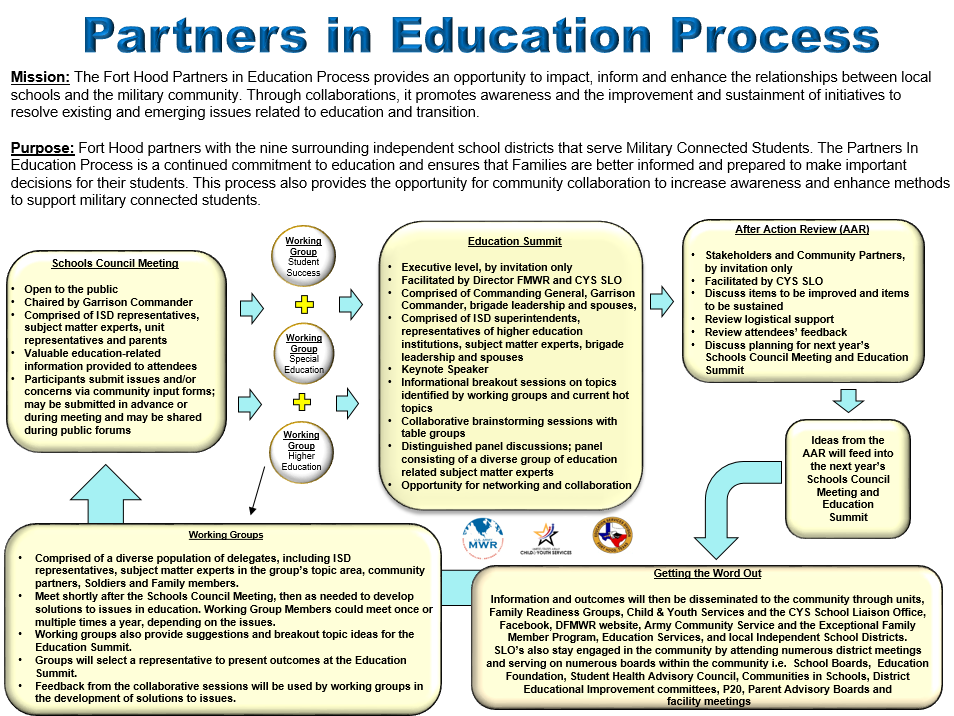 Partners in Education Process
Mission: The Fort Hood Partners in Education Process provides an opportunity to impact, inform and enhance the relationships between local
schools and the military community. Through collaborations, it promotes awareness and the improvement and sustainment of initiatives to
resolve existing and emerging issues related to education and transition.
Purpose: Fort Hood partners with the nine surrounding independent school districts that serve Military Connected Students. The Partners In
Education Process is a continued commitment to education and ensures that Families are better informed and prepared to make important
decisions for their students. This process also provides the opportunity for community collaboration to increase awareness and enhance methods
to support military connected students.
Schools Council Meeting
• Open to the public
• Chaired by Garrison Commander
• Comprised of ISD representatives,
subject matter experts, unit
representatives and parents
• Valuable education-related
information provided to attendees
• Participants submit issues and/or
concerns via community input forms;
may be submitted in advance or
during meeting and may be shared
during public forums
Working
Group
Student
Success
Working
Group
Special
Education
Working
Group
Higher
Education
Education Summit
• Executive level, by invitation only
• Facilitated by Director FMWR and CYS SLO
• Comprised of Commanding General, Garrison
Commander, brigade leadership and spouses,
• Comprised of ISD superintendents,
representatives of higher education
institutions, subject matter experts, brigade
leadership and spouses
• Keynote Speaker
• Informational breakout sessions on topics
identified by working groups and current hot
topics
• Collaborative brainstorming sessions with
table groups
• Distinguished panel discussions; panel
consisting of a diverse group of education
related subject matter experts
• Opportunity for networking and collaboration
After Action Review (AAR)
• Stakeholders and Community Partners,
by invitation only
• Facilitated by CYS SLO
• Discuss items to be improved and items
to be sustained
• Review logistical support
• Review attendees' feedback
• Discuss planning for next year's
Schools Council Meeting and Education
Summit
Ideas from the
AAR will feed into
the next year's
Schools Council
Meeting and
Education
Summit
Working Groups
• Comprised of a diverse population of delegates, including ISD
representatives, subject matter experts in the group's topic area, community
partners, Soldiers and Family members.
• Meet shortly after the Schools Council Meeting, then as needed to develop
solutions to issues in education. Working Group Members could meet once or
multiple times a year, depending on the issues.
• Working groups also provide suggestions and breakout topic ideas for the
Education Summit.
• Groups will select a representative to present outcomes at the Education
Summit.
• Feedback from the collaborative sessions will be used by working groups in
the development of solutions to issues.
MWR
CHILD & YOUTH SERVICES
Getting the Word Out
Information and outcomes will then be disseminated to the community through units,
Family Readiness Groups, Child & Youth Services and the CYS School Liaison Office,
Facebook, DFMWR website, Army Community Service and the Exceptional Family
Member Program, Education Services, and local Independent School Districts.
SLO's also stay engaged in the community by attending numerous district meetings
and serving on numerous boards within the community i.e. School Boards, Education
Foundation, Student Health Advisory Council, Communities in Schools, District
Educational Improvement committees, P20, Parent Advisory Boards and
facility meetings